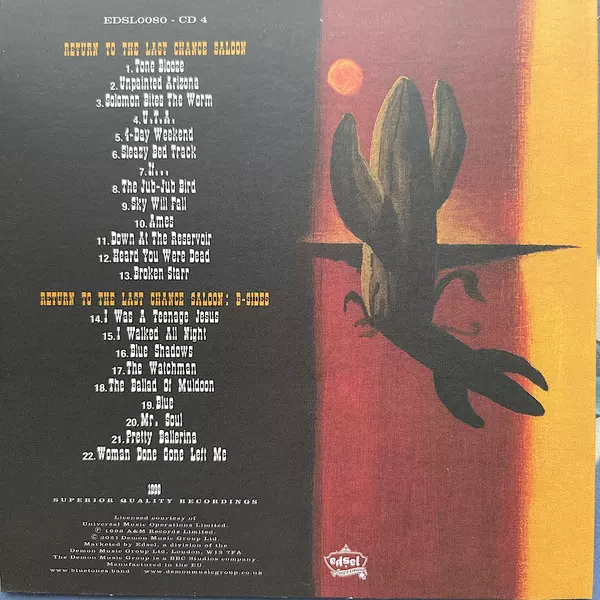 EDSL0080 - CD 4
RETURN TO THE LAST CHANCE SALOON
1. Tone Blooze
2. Unpainted Arizona
3. Solomon Bites The Worm
4. U.T.A.
5. 4-Day Weekend
6. Sleazy Bed Track
7. If...
8. The Jub-Jub Bird
9. Sky Will Fall
10. Ames
11. Down At The Reservoir
12. Heard You Were Dead
13. Broken Starr
RETURN TO THE LAST CHANCE SALOON: B-SIDES
14. I Was A Teenage Jesus
15. I Walked All Night
16. Blue Shadows
17. The Watchman
18. The Ballad Of Muldoon
19. Blue
20. Mr. Soul
21. Pretty Ballerina
22. Woman Done Gone Left Me
1998
SUPERIOR QUALITY RECORDINGS
Licensed courtesy of
Universal Music Operations Limited.
Ⓟ 1998 A&M Records Limited.
© 2021 Demon Music Group Ltd.
Marketed by Edsel, a division of the
Demon Music Group Ltd, London, W12 7FA
The Demon Music Group is a BBC Studios company.
Manufactured in the EU.
www.bluetones.band www.demonmusicgroup.co.uk
edsel